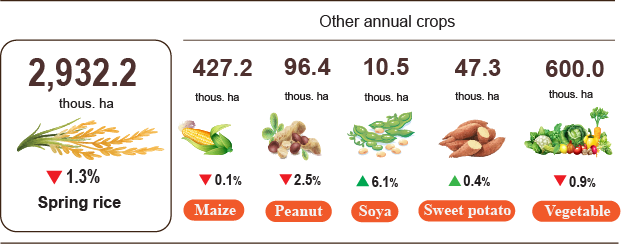 Other annual crops
2,932.2
thous. ha
▼ 1.3%
Spring rice
427.2
thous. ha
▼ 0.1%
Maize
96.4
thous. ha
▼ 2.5%
Peanut
10.5
thous. ha
▲ 6.1%
Soya
47.3
thous. ha
▲ 0.4%
Sweet potato
600.0
thous. ha
▼ 0.9%
Vegetable